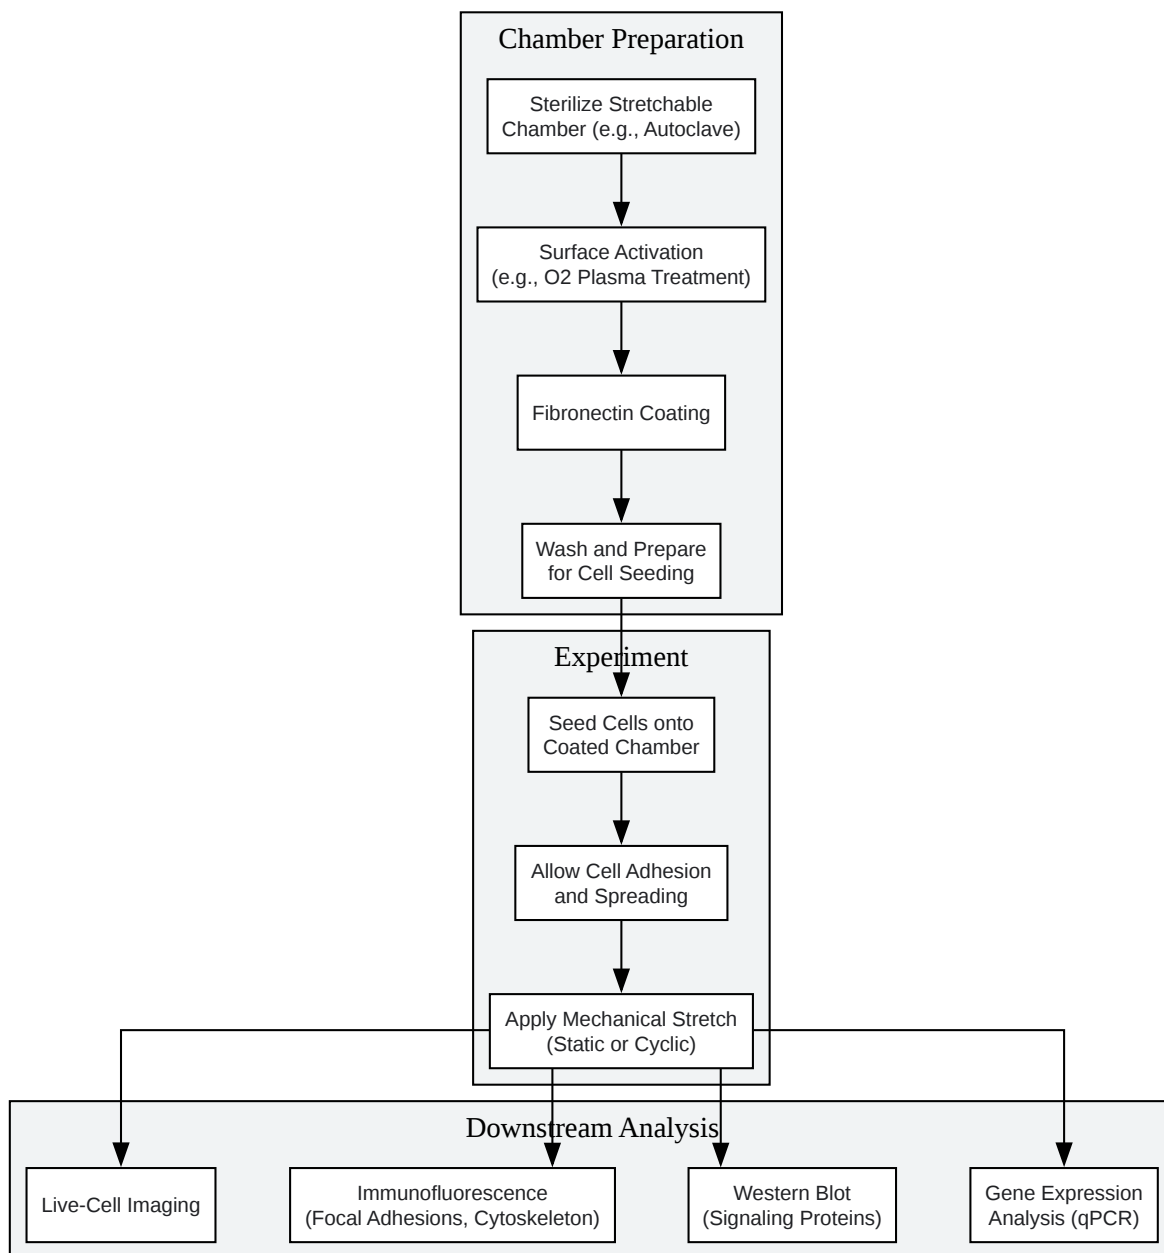 Chamber Preparation
Sterilize Stretchable
Chamber (e.g., Autoclave)
Surface Activation
(e.g., O2 Plasma Treatment)
Fibronectin Coating
Wash and Prepare
for Cell Seeding
Experiment
Seed Cells onto
Coated Chamber
Allow Cell Adhesion
and Spreading
Apply Mechanical Stretch
(Static or Cyclic)
Downstream Analysis
Live-Cell Imaging
Immunofluorescence
(Focal Adhesions, Cytoskeleton)
Western Blot
(Signaling Proteins)
Gene Expression
Analysis (qPCR)